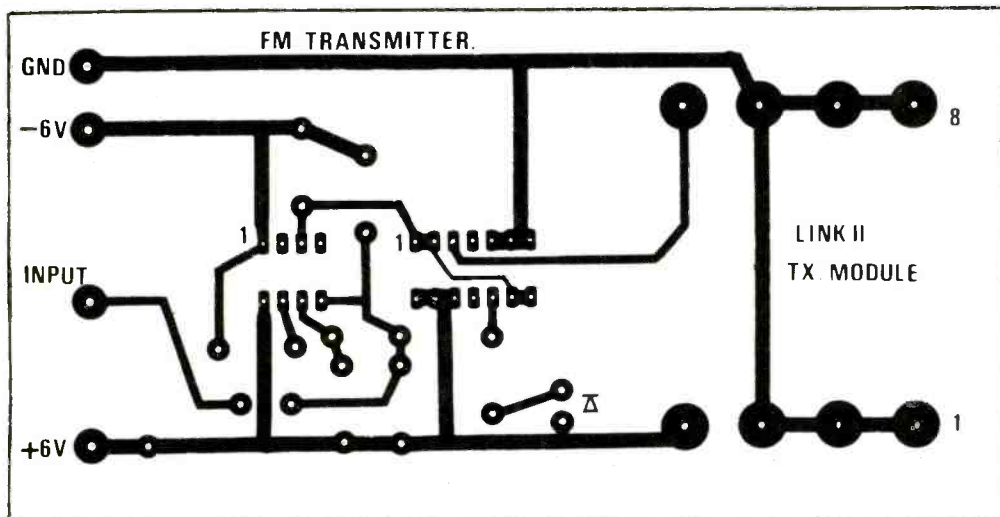 FM TRANSMITTER.
GND
−6V
8
1
1
LINK II
TX. MODULE
INPUT
+6V
1